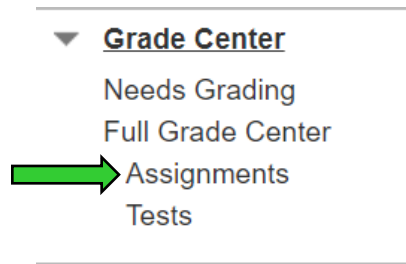 Grade Center
Needs Grading
Full Grade Center
Assignments
Tests